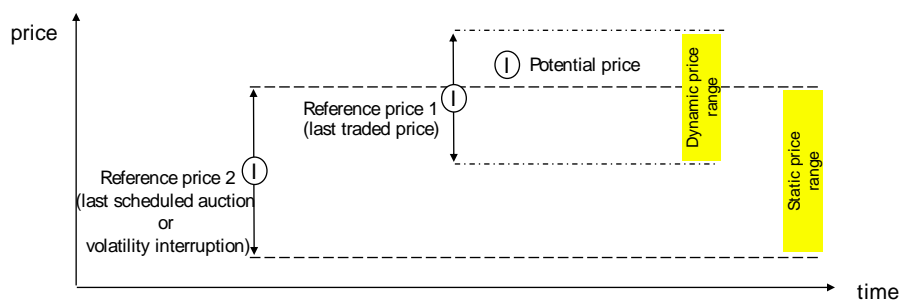 price
Potential price
Reference price 1
(last traded price)
Dynamic price
range
Reference price 2
(last scheduled auction
or
volatility interruption)
Static price
range
time